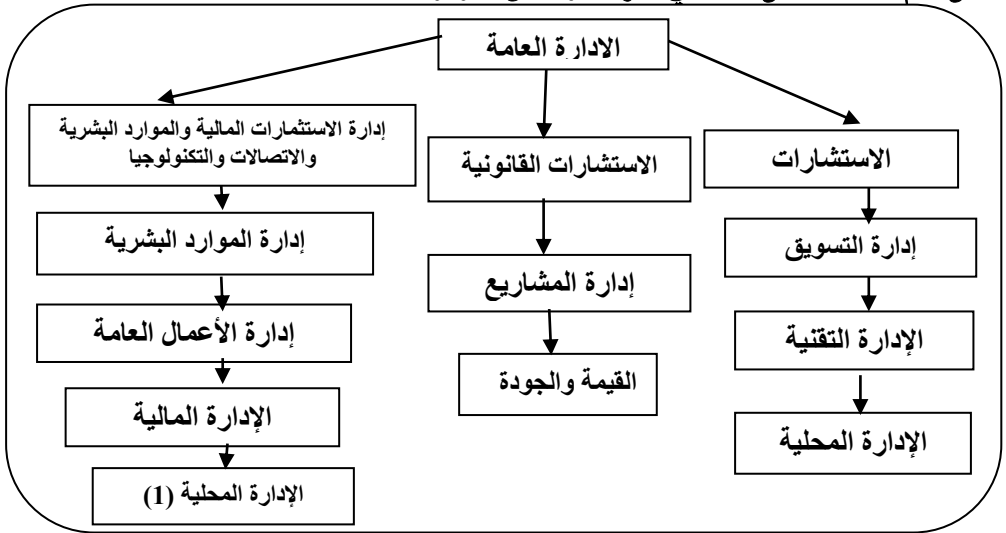 الادارة العامة
الاستشارات
إدارة التسويق
الإدارة التقنية
الإدارة المحلية
الاستشارات القانونية
إدارة المشاريع
القيمة والجودة
إدارة الاستثمارات المالية والموارد البشرية
والاتصالات والتكنولوجيا
إدارة الموارد البشرية
إدارة الأعمال العامة
الإدارة المالية
الإدارة المحلية (1)